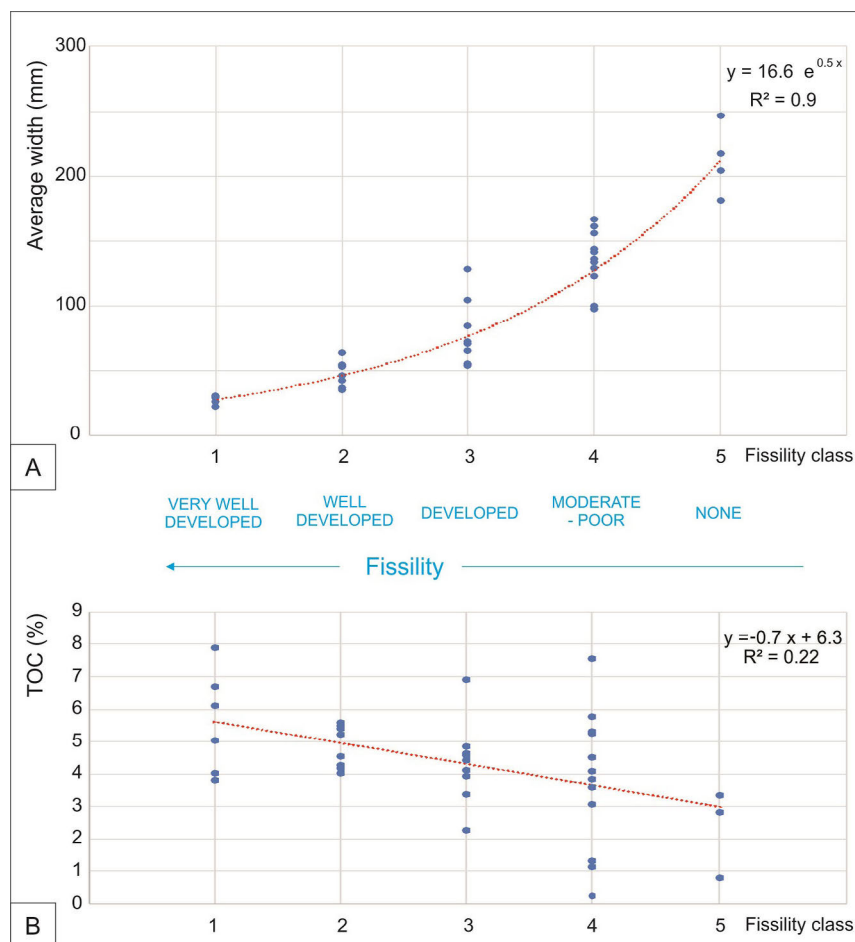 300
y = 16.6 e^0.5 x
R² = 0.9
Average width (mm)
200
100
0
1 2 3 4 5 Fissility class
A
VERY WELL DEVELOPED
WELL DEVELOPED
DEVELOPED
MODERATE - POOR
NONE
Fissility
9
y =-0.7 x + 6.3
R² = 0.22
TOC (%)
8
7
6
5
4
3
2
1
0
1 2 3 4 5 Fissility class
B